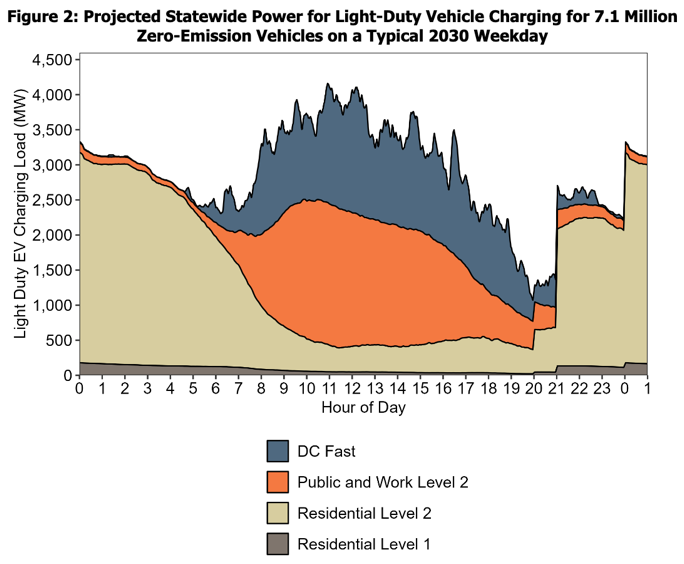 Figure 2: Projected Statewide Power for Light-Duty Vehicle Charging for 7.1 Million
Zero-Emission Vehicles on a Typical 2030 Weekday
Light Duty EV Charging Load (MW)
4,500
4,000
3,500
3,000
2,500
2,000
1,500
1,000
500
0
0 1 2 3 4 5 6 7 8 9 10 11 12 13 14 15 16 17 18 19 20 21 22 23 0 1
Hour of Day
DC Fast
Public and Work Level 2
Residential Level 2
Residential Level 1